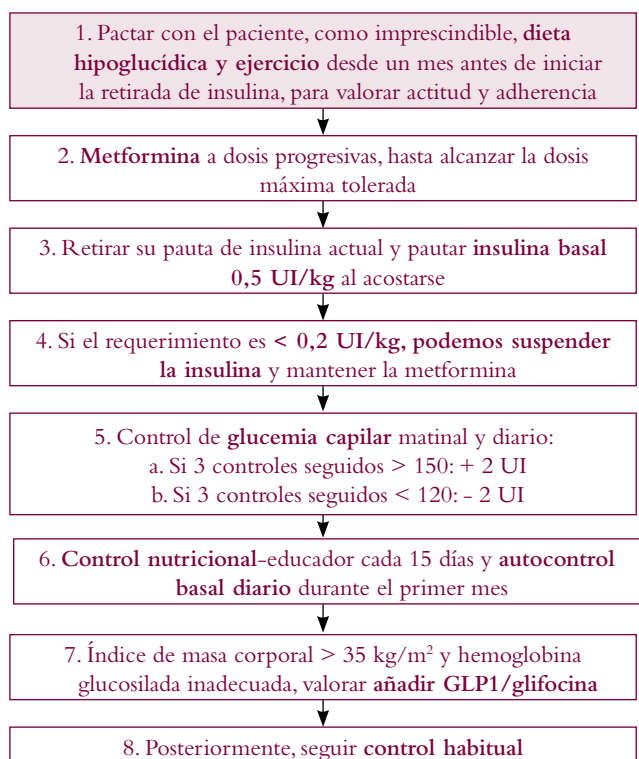 1. Pactar con el paciente, como imprescindible, dieta
hipoglucídica y ejercicio desde un mes antes de iniciar
la retirada de insulina, para valorar actitud y adherencia
2. Metformina a dosis progresivas, hasta alcanzar la dosis
máxima tolerada
3. Retirar su pauta de insulina actual y pautar insulina basal
0,5 UI/kg al acostarse
4. Si el requerimiento es < 0,2 UI/kg, podemos suspender
la insulina y mantener la metformina
5. Control de glucemia capilar matinal y diario:
a. Si 3 controles seguidos > 150: + 2 UI
b. Si 3 controles seguidos < 120: - 2 UI
6. Control nutricional-educador cada 15 días y autocontrol
basal diario durante el primer mes
7. Índice de masa corporal > 35 kg/m² y hemoglobina
glucosilada inadecuada, valorar añadir GLP1/glifocina
8. Posteriormente, seguir control habitual